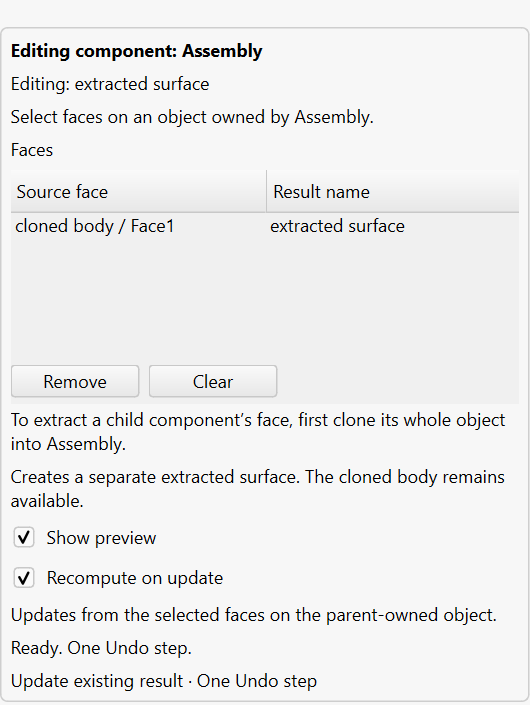 Editing component: Assembly
Editing: extracted surface
Select faces on an object owned by Assembly.
Faces
Source face Result name
cloned body / Face1 extracted surface
Remove Clear
To extract a child component’s face, first clone its whole object
into Assembly.
Creates a separate extracted surface. The cloned body remains
available.
Show preview
Recompute on update
Updates from the selected faces on the parent-owned object.
Ready. One Undo step.
Update existing result · One Undo step